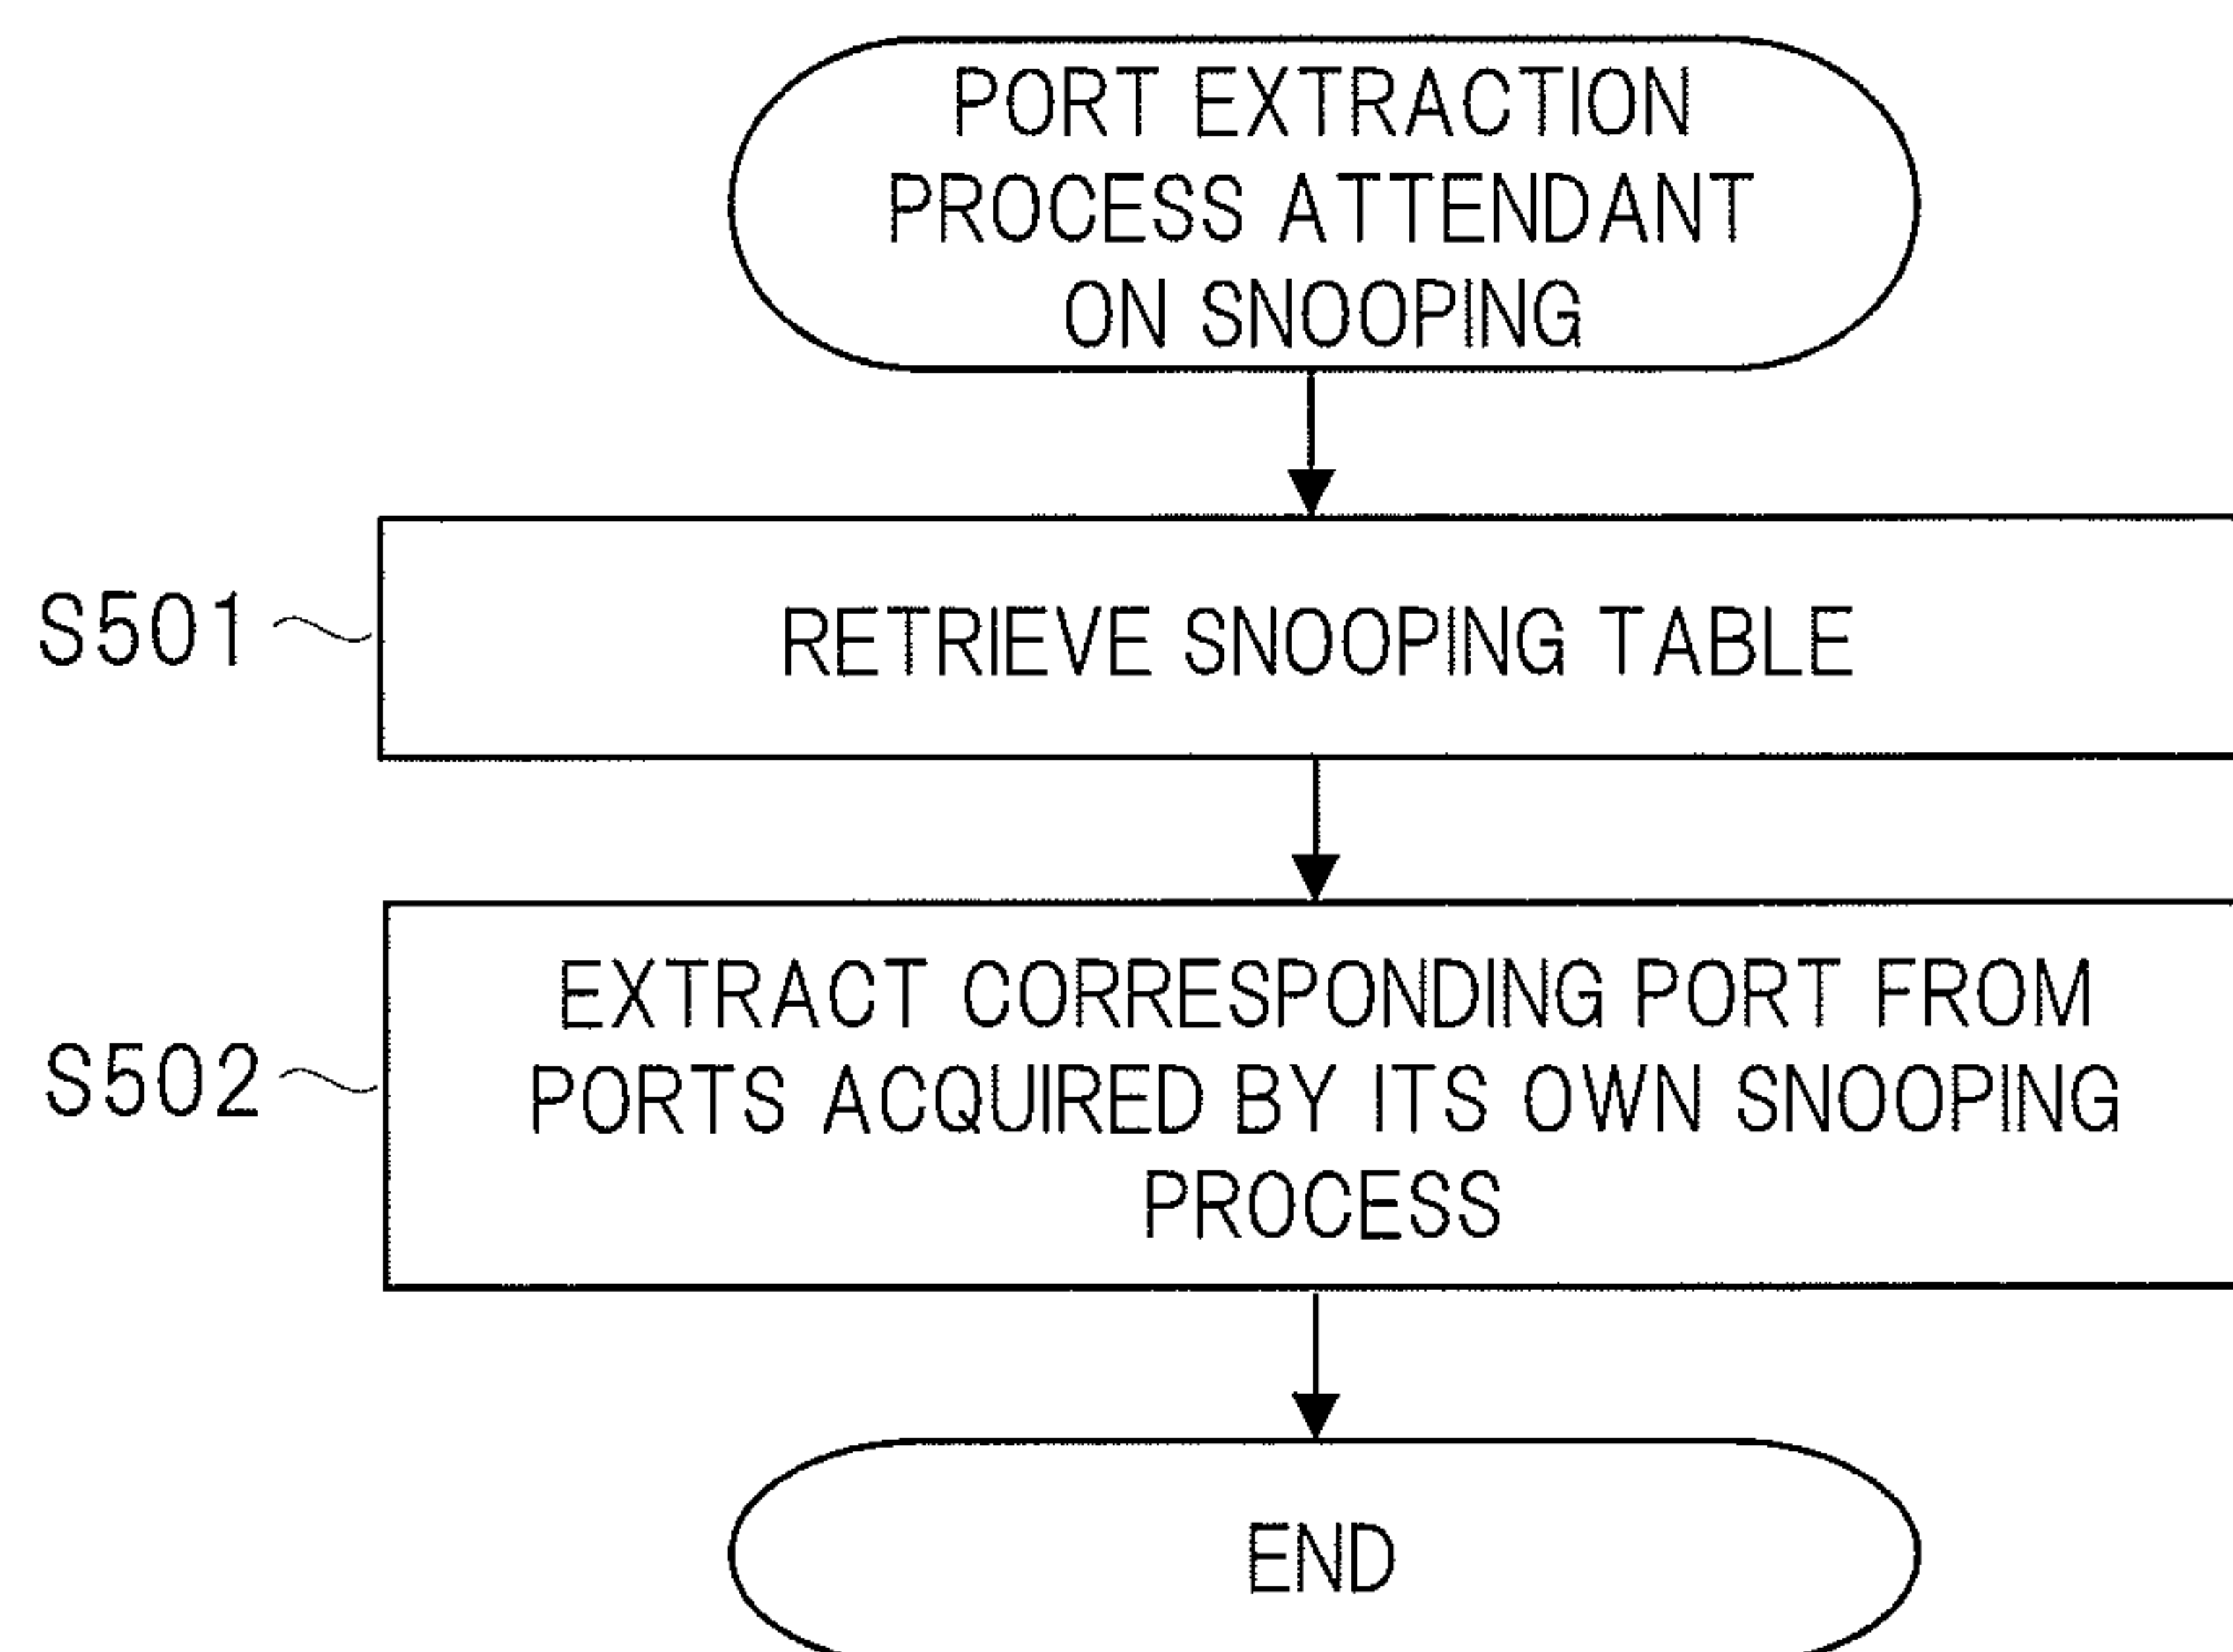 PORT EXTRACTION
PROCESS ATTENDANT
ON SNOOPING
S501
RETRIEVE SNOOPING TABLE
S502
EXTRACT CORRESPONDING PORT FROM
PORTS ACQUIRED BY ITS OWN SNOOPING
PROCESS
END